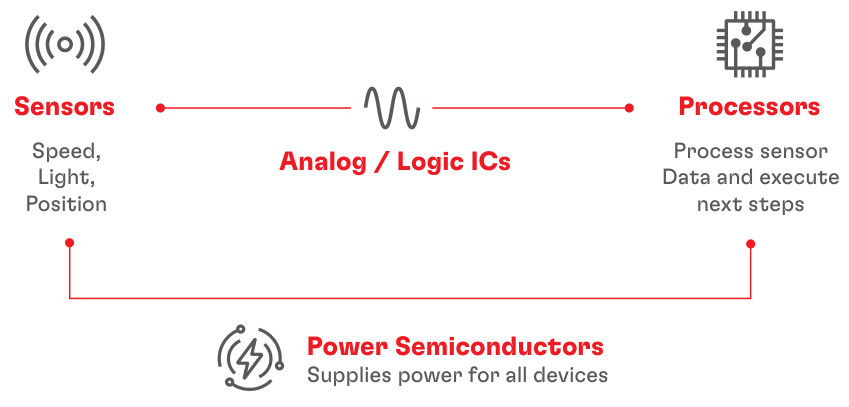 Sensors
Speed,
Light,
Position
Analog / Logic ICs
Processors
Process sensor
Data and execute
next steps
Power Semiconductors
Supplies power for all devices